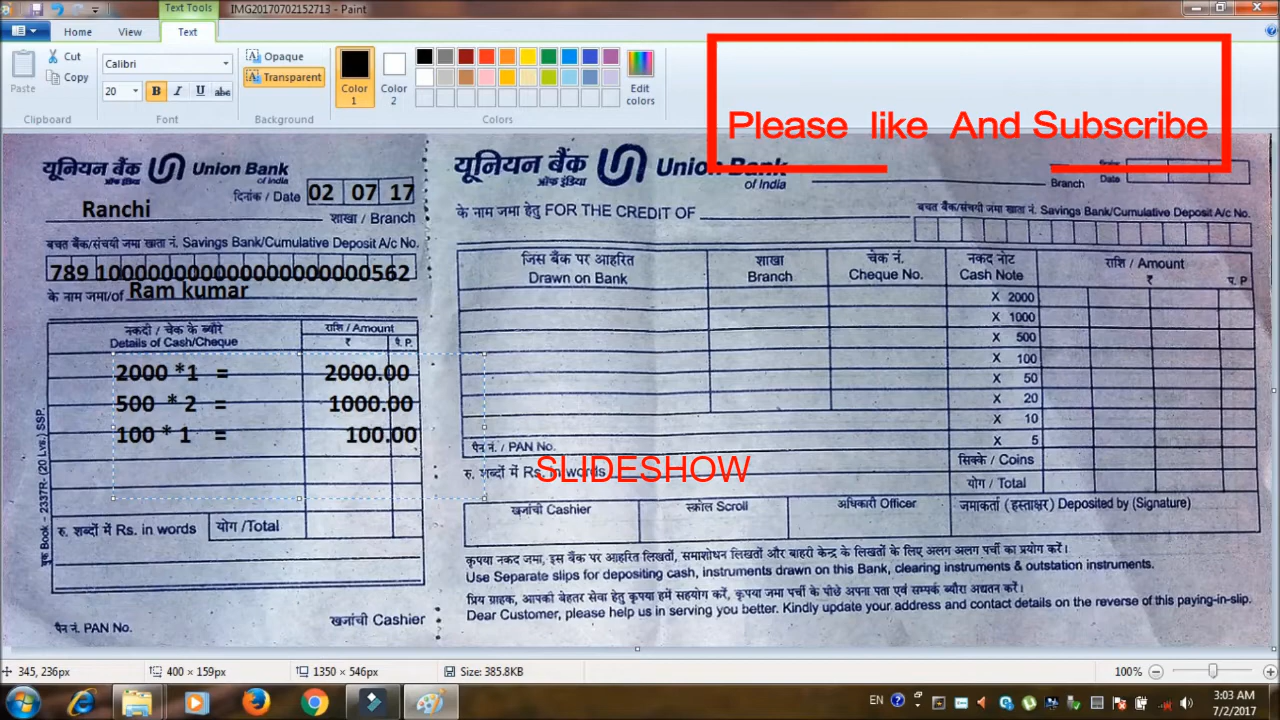 Text Tools
IMG20170702152713 - Paint
Home View Text
Paste
Cut
Copy
Clipboard
Calibri
20
B I U abc
Font
Opaque
Transparent
Background
Color 1
Color 2
Edit colors
Colors
Please like And Subscribe
यूनियन बैंक Union Bank
ऑफ़ इंडिया of India
दिनांक / Date 02 07 17
Ranchi
शाखा / Branch
बचत बैंक/संचयी जमा खाता नं. Savings Bank/Cumulative Deposit A/c No.
789 10000000000000000000000562
के नाम जमा/of Ram kumar
नकदी / चेक के ब्यौरे
Details of Cash/Cheque
राशि / Amount
₹ पै. P.
2000 *1 = 2000.00
500 * 2 = 1000.00
100 * 1 = 100.00
रु. शब्दों में Rs. in words योग /Total
बुक Book - 2337R- (20 Lvs.) SSP.
खजांची Cashier
पैन नं. PAN No.
यूनियन बैंक Union Bank
ऑफ़ इंडिया of India
Branch
Date
के नाम जमा हेतु FOR THE CREDIT OF
बचत बैंक/संचयी जमा खाता नं. Savings Bank/Cumulative Deposit A/c No.
जिस बैंक पर आहरित
Drawn on Bank
शाखा
Branch
चेक नं.
Cheque No.
नकद नोट
Cash Note
राशि / Amount
₹ प. P
X 2000
X 1000
X 500
X 100
X 50
X 20
X 10
X 5
पैन नं. / PAN No.
सिक्के / Coins
रु. शब्दों में Rs. in words
SLIDESHOW
योग / Total
खजांची Cashier
स्क्रोल Scroll
अधिकारी Officer
जमाकर्ता (हस्ताक्षर) Deposited by (Signature)
कृपया नकद जमा, इस बैंक पर आहरित लिखतों, समाशोधन लिखतों और बाहरी केन्द्र के लिखतों के लिए अलग अलग पर्ची का प्रयोग करें।
Use Separate slips for depositing cash, instruments drawn on this Bank, clearing instruments & outstation instruments.
प्रिय ग्राहक, आपकी बेहतर सेवा हेतु कृपया हमें सहयोग करें, कृपया जमा पर्ची के पीछे अपना पता एवं सम्पर्क ब्यौरा अद्यतन करें।
Dear Customer, please help us in serving you better. Kindly update your address and contact details on the reverse of this paying-in-slip.
345, 236px
400 × 159px
1350 × 546px
Size: 385.8KB
100%
EN
3:03 AM
7/2/2017